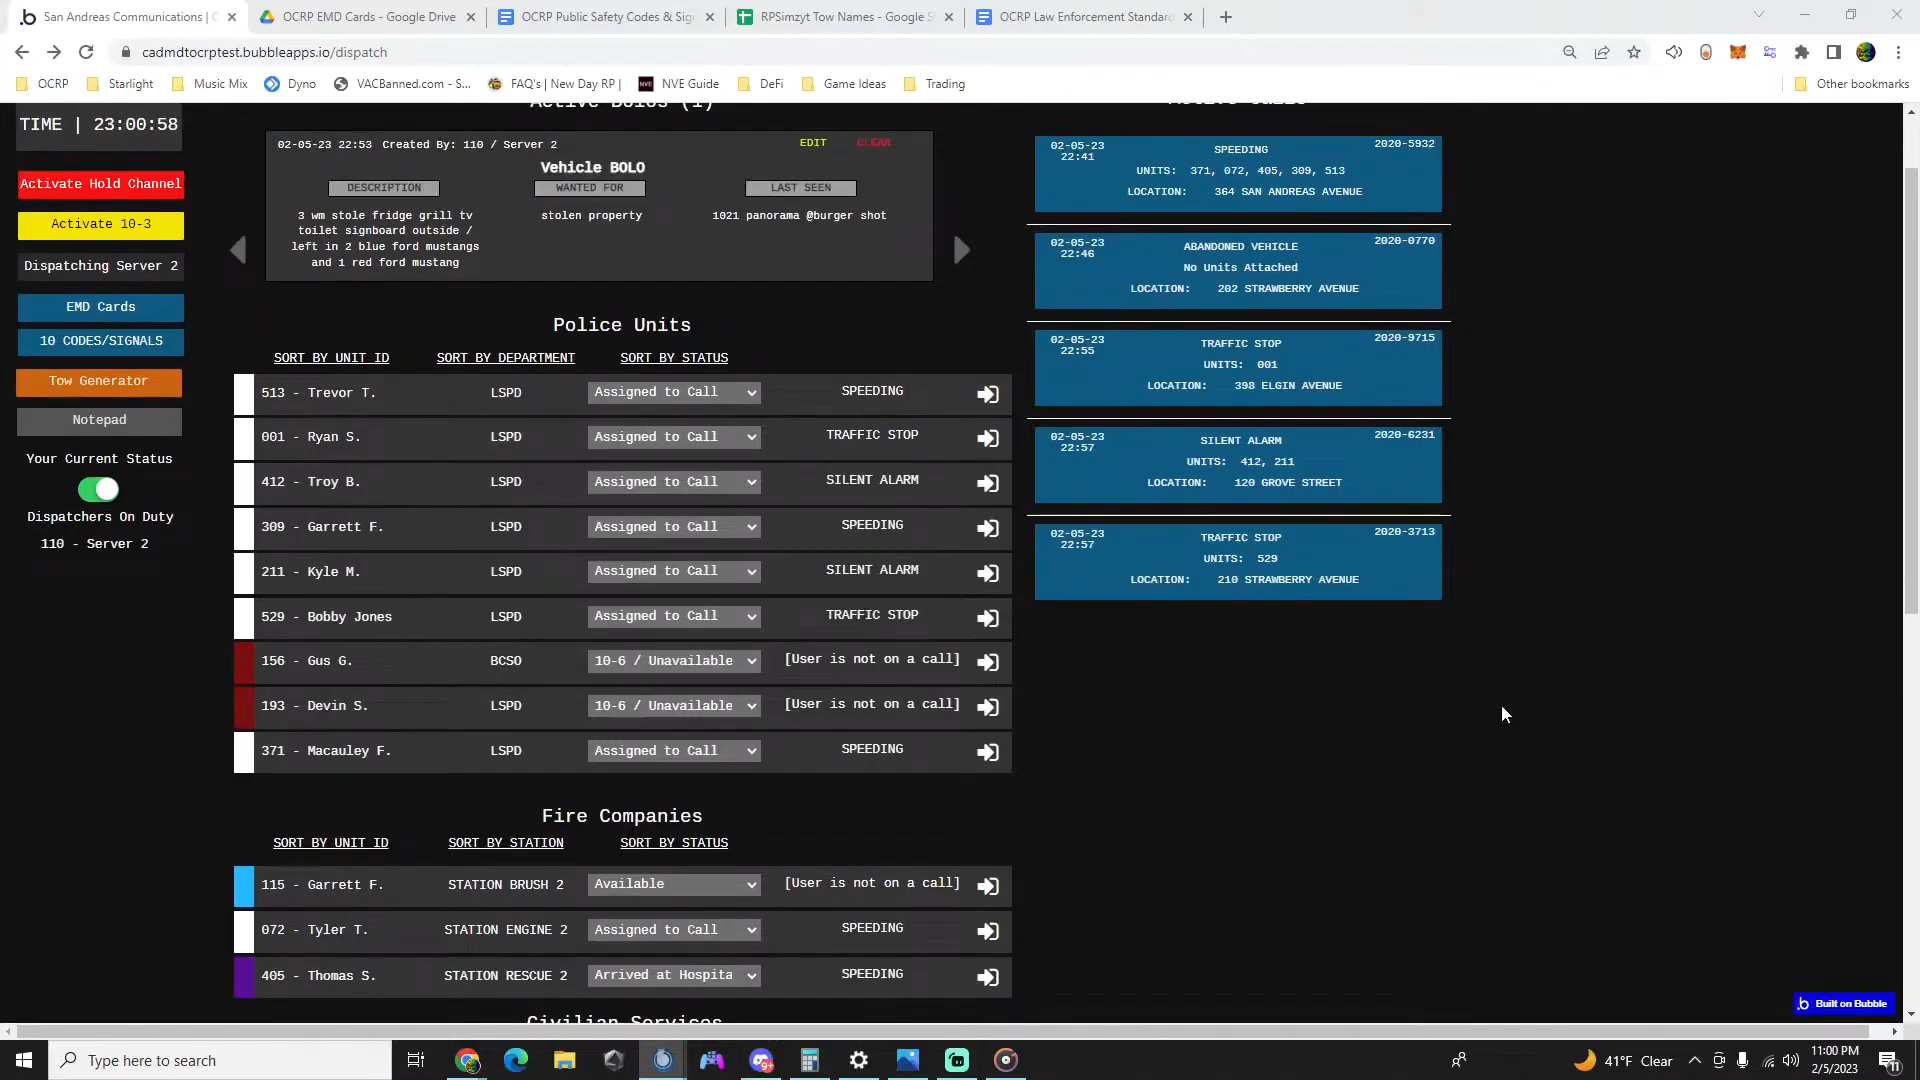 San Andreas Communications | C
OCRP EMD Cards - Google Drive
OCRP Public Safety Codes & Sig
RPSimzyt Tow Names - Google S
OCRP Law Enforcement Standard
cadmdtocrptest.bubbleapps.io/dispatch
OCRP
Starlight
Music Mix
Dyno
VACBanned.com - S...
FAQ's | New Day RP |
NVE Guide
DeFi
Game Ideas
Trading
Other bookmarks
TIME | 23:00:58
Activate Hold Channel
Activate 10-3
Dispatching Server 2
EMD Cards
10 CODES/SIGNALS
Tow Generator
Notepad
Your Current Status
Dispatchers On Duty
110 - Server 2
Active Bolos (1)
02-05-23 22:53 Created By: 110 / Server 2
EDIT
CLEAR
Vehicle BOLO
DESCRIPTION
WANTED FOR
LAST SEEN
3 wm stole fridge grill tv
toilet signboard outside /
left in 2 blue ford mustangs
and 1 red ford mustang
stolen property
1021 panorama @burger shot
Police Units
SORT BY UNIT ID SORT BY DEPARTMENT SORT BY STATUS
513 - Trevor T. LSPD Assigned to Call SPEEDING
001 - Ryan S. LSPD Assigned to Call TRAFFIC STOP
412 - Troy B. LSPD Assigned to Call SILENT ALARM
309 - Garrett F. LSPD Assigned to Call SPEEDING
211 - Kyle M. LSPD Assigned to Call SILENT ALARM
529 - Bobby Jones LSPD Assigned to Call TRAFFIC STOP
156 - Gus G. BCSO 10-6 / Unavailable [User is not on a call]
193 - Devin S. LSPD 10-6 / Unavailable [User is not on a call]
371 - Macauley F. LSPD Assigned to Call SPEEDING
Fire Companies
SORT BY UNIT ID SORT BY STATION SORT BY STATUS
115 - Garrett F. STATION BRUSH 2 Available [User is not on a call]
072 - Tyler T. STATION ENGINE 2 Assigned to Call SPEEDING
405 - Thomas S. STATION RESCUE 2 Arrived at Hospita SPEEDING
Civilian Services
Active Calls
02-05-23
22:41
SPEEDING
2020-5932
UNITS: 371, 072, 405, 309, 513
LOCATION: 364 SAN ANDREAS AVENUE
02-05-23
22:46
ABANDONED VEHICLE
2020-0770
No Units Attached
LOCATION: 202 STRAWBERRY AVENUE
02-05-23
22:55
TRAFFIC STOP
2020-9715
UNITS: 001
LOCATION: 398 ELGIN AVENUE
02-05-23
22:57
SILENT ALARM
2020-6231
UNITS: 412, 211
LOCATION: 120 GROVE STREET
02-05-23
22:57
TRAFFIC STOP
2020-3713
UNITS: 529
LOCATION: 210 STRAWBERRY AVENUE
Built on Bubble
Type here to search
9+
41°F Clear
11:00 PM
2/5/2023
11